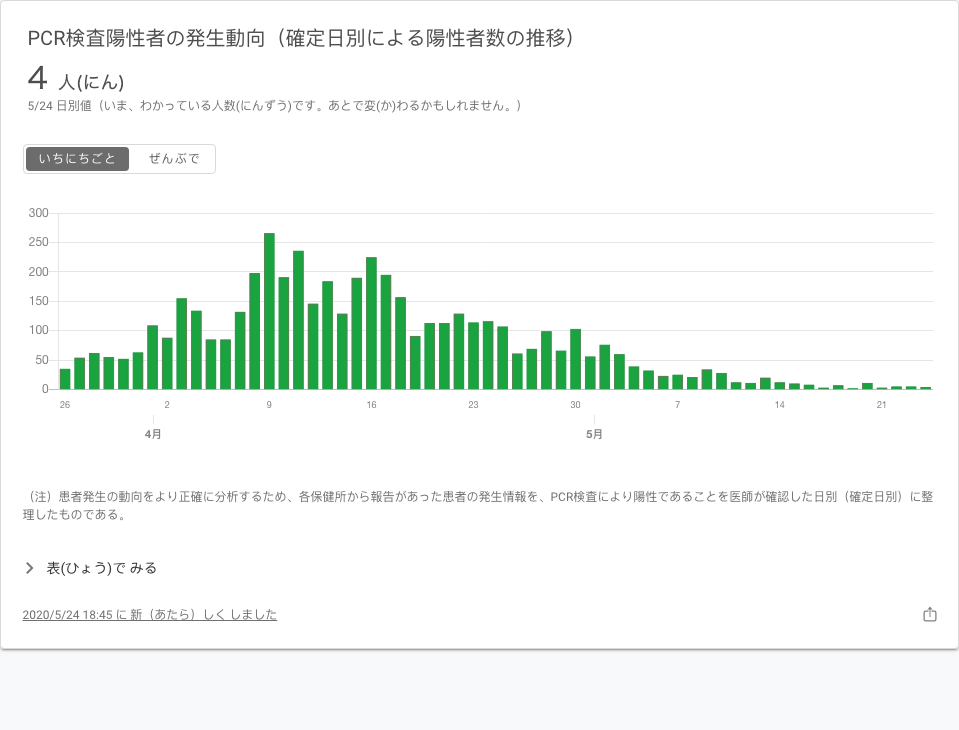 PCR検査陽性者の発生動向（確定日別による陽性者数の推移）
4 人(にん)
5/24 日別値（いま、わかっている人数(にんずう)です。あとで変(か)わるかもしれません。）
いちにちごと ぜんぶで
300
250
200
150
100
50
0
26 2 9 16 23 30 7 14 21
4月 5月
（注）患者発生の動向をより正確に分析するため、各保健所から報告があった患者の発生情報を、PCR検査により陽性であることを医師が確認した日別（確定日別）に整
理したものである。
表(ひょう)で みる
2020/5/24 18:45 に 新（あたら）しく しました